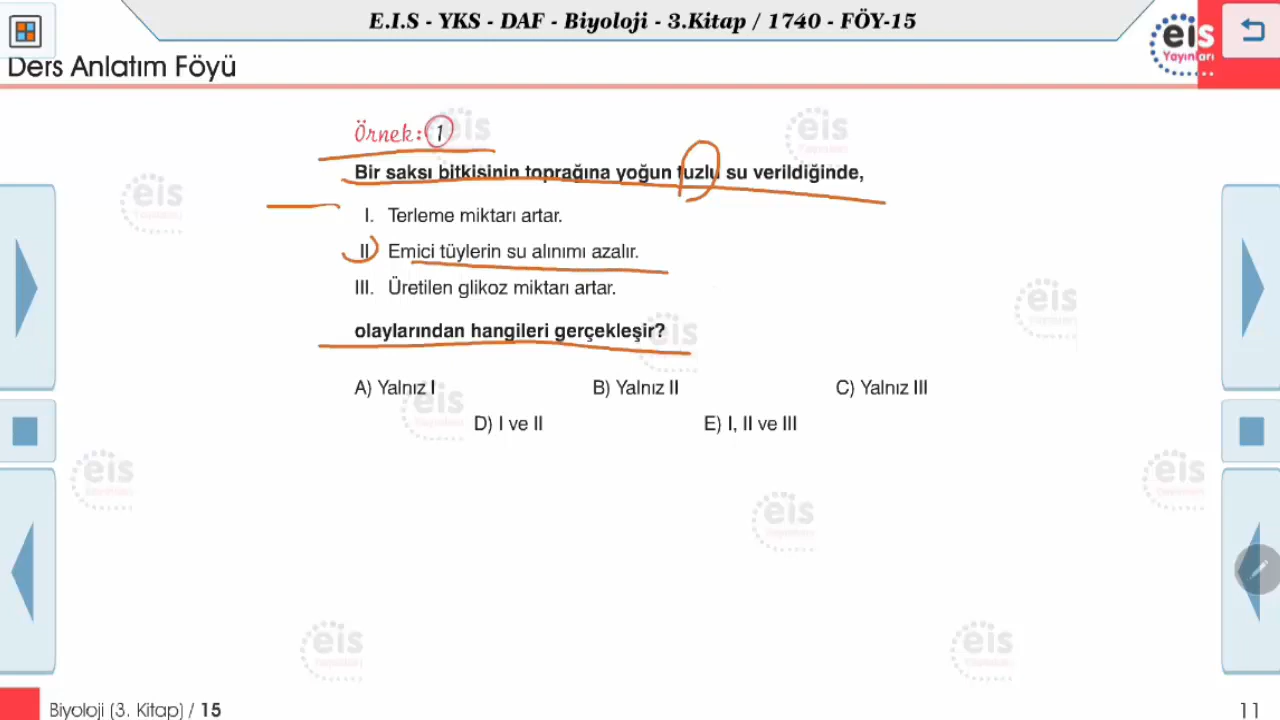 E.I.S - YKS - DAF - Biyoloji - 3.Kitap / 1740 - FÖY-15
eis
Yayınları
Ders Anlatım Föyü
Örnek: 1
Bir saksı bitkisinin toprağına yoğun tuzlu su verildiğinde,
I. Terleme miktarı artar.
II Emici tüylerin su alınımı azalır.
III. Üretilen glikoz miktarı artar.
olaylarından hangileri gerçekleşir?
A) Yalnız I
B) Yalnız II
C) Yalnız III
D) I ve II
E) I, II ve III
Biyoloji (3. Kitap) / 15
11